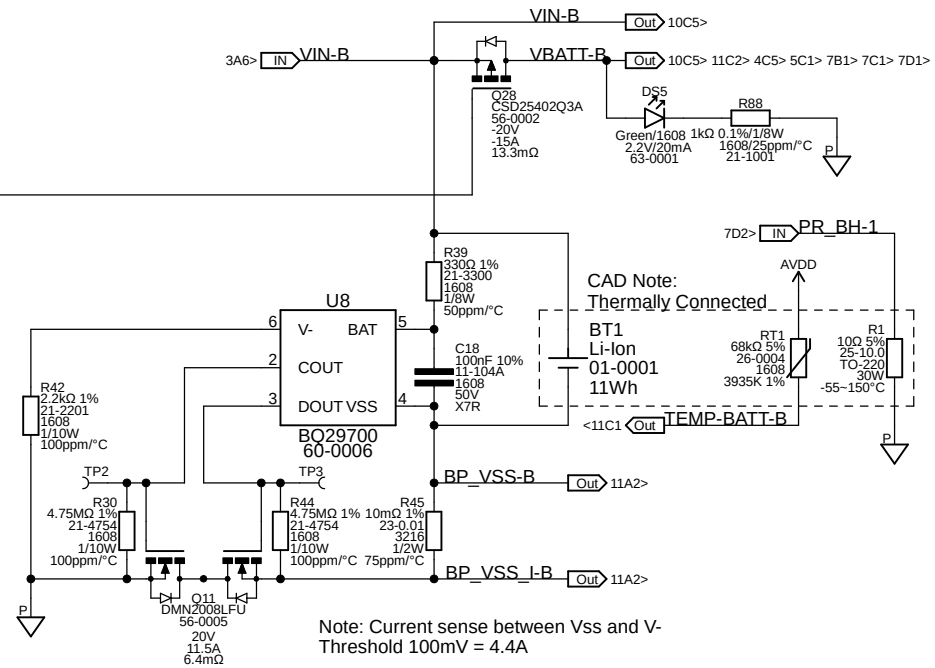 VIN-B
Out 10C5>
3A6> IN VIN-B
VBATT-B
Out 10C5> 11C2> 4C5> 5C1> 7B1> 7C1> 7D1>
Q28
CSD25402Q3A
56-0002
-20V
-15A
13.3mΩ
DS5
Green/1608
2.2V/20mA
63-0001
R88
1kΩ 0.1%/1/8W
1608/25ppm/°C
21-1001
P
7D2> IN PR_BH-1
R39
330Ω 1%
21-3300
1608
1/8W
50ppm/°C
CAD Note:
Thermally Connected
AVDD
U8
6 V- BAT 5
2 COUT
3 DOUT VSS 4
BQ29700
60-0006
C18
100nF 10%
11-104A
1608
50V
X7R
BT1
Li-Ion
01-0001
11Wh
RT1
68kΩ 5%
26-0004
1608
3935K 1%
R1
10Ω 5%
25-10.0
TO-220
30W
-55~150°C
R42
2.2kΩ 1%
21-2201
1608
1/10W
100ppm/°C
<11C1 Out TEMP-BATT-B
P
TP2
TP3
BP_VSS-B
Out 11A2>
R30
4.75MΩ 1%
21-4754
1608
1/10W
100ppm/°C
R44
4.75MΩ 1%
21-4754
1608
1/10W
100ppm/°C
R45
10mΩ 1%
23-0.01
3216
1/2W
75ppm/°C
BP_VSS_I-B
Out 11A2>
P
Q11
DMN2008LFU
56-0005
20V
11.5A
6.4mΩ
Note: Current sense between Vss and V-
Threshold 100mV = 4.4A